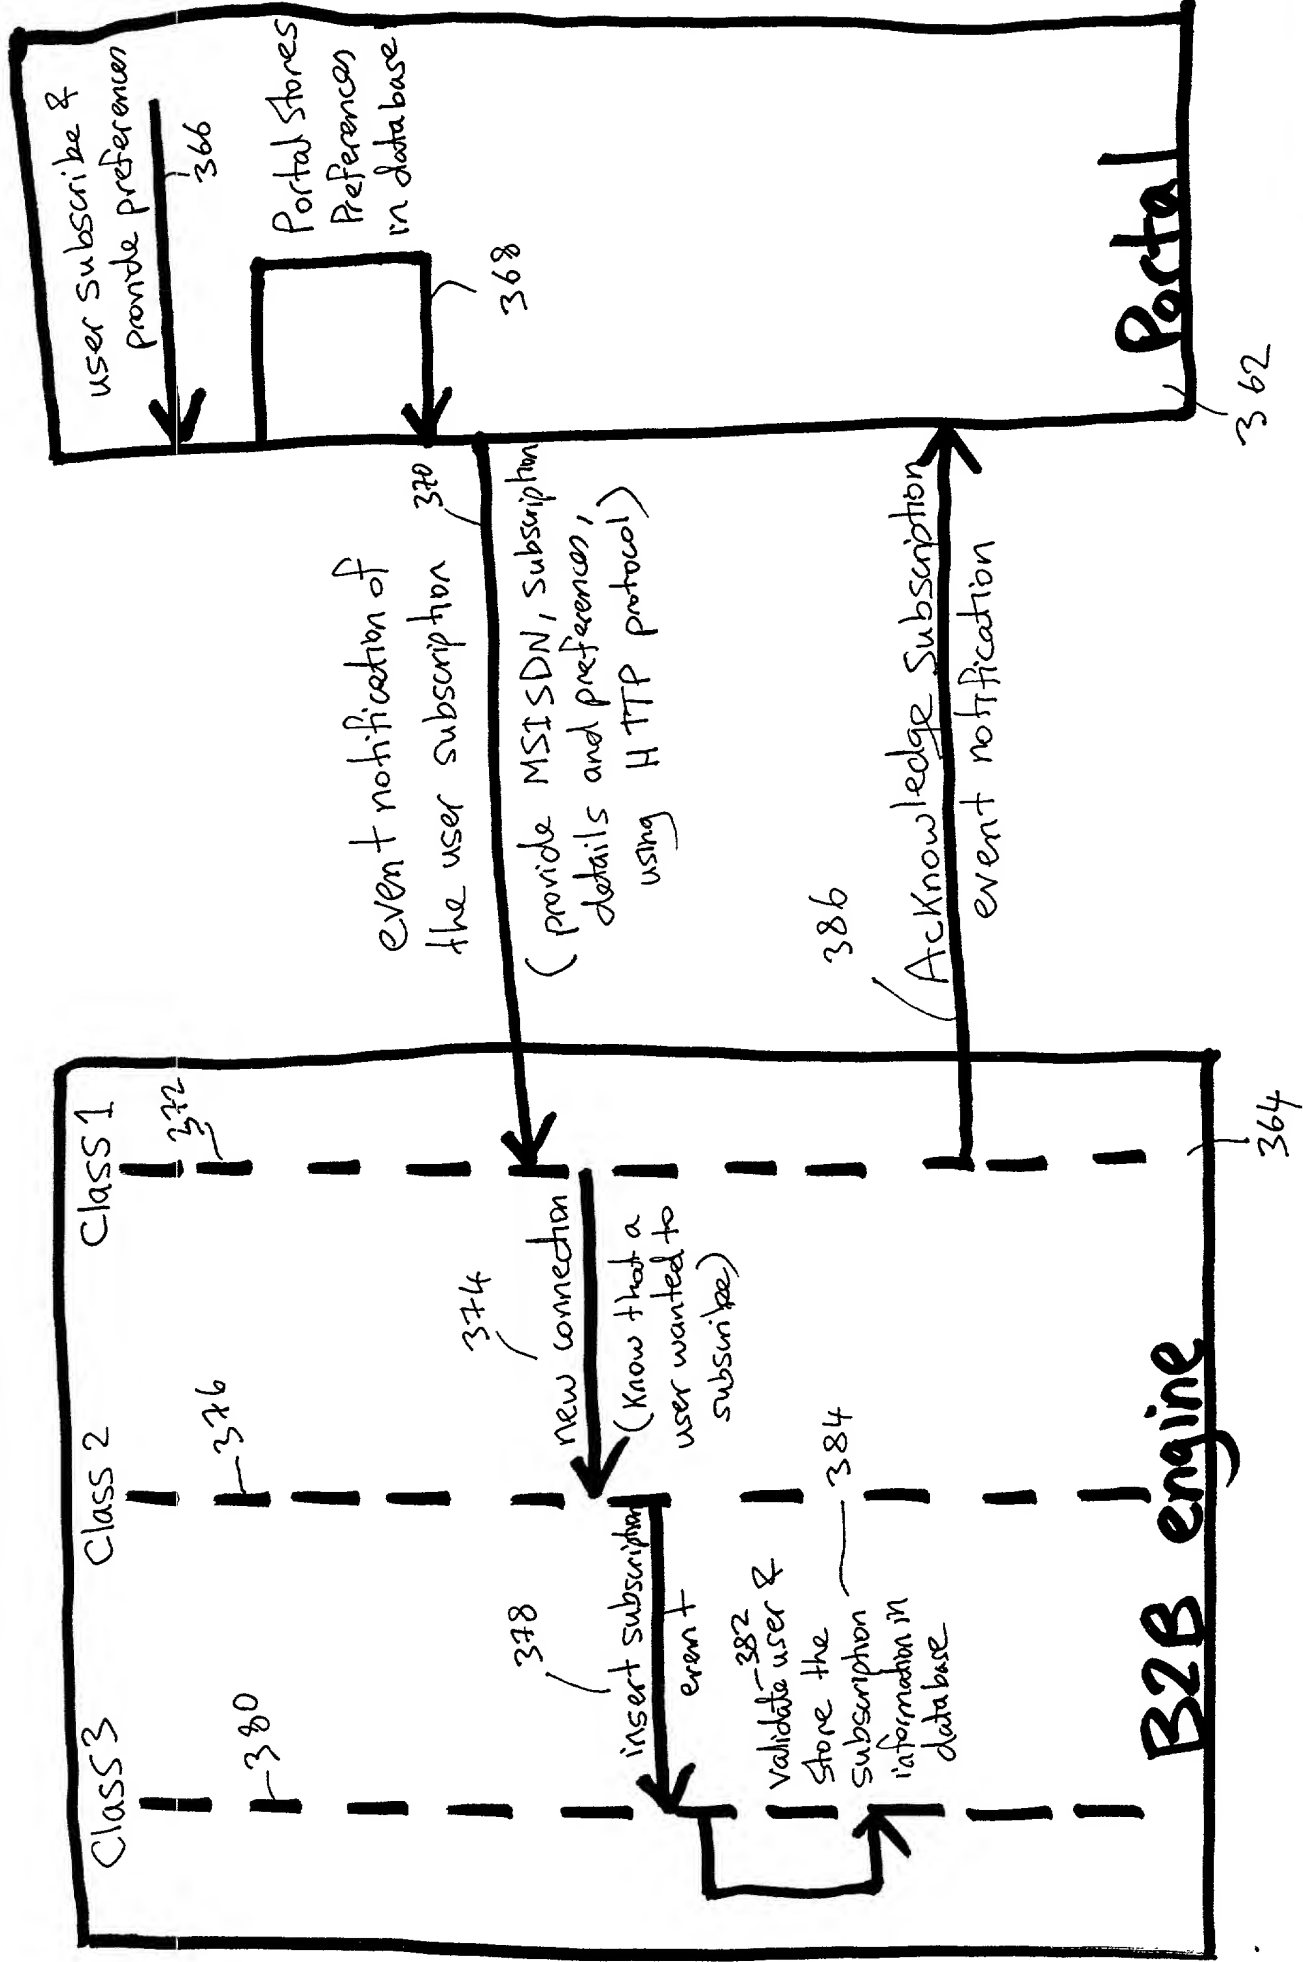 Class 3
380
Class 2
376
Class 1
372
user subscribe &
provide preferences
366
Portal Stores
Preferences
in database
368
370
event notification of
the user subscription
(provide MSISDN, subscription
details and preferences,
using HTTP protocol)
374
new connection
(Know that a
user wanted to
subscribe)
378
insert subscription
event
382
Validate user &
Store the
subscription
information in
database
384
386
Acknowledge Subscription
event notification
B2B engine
364
Portal
362